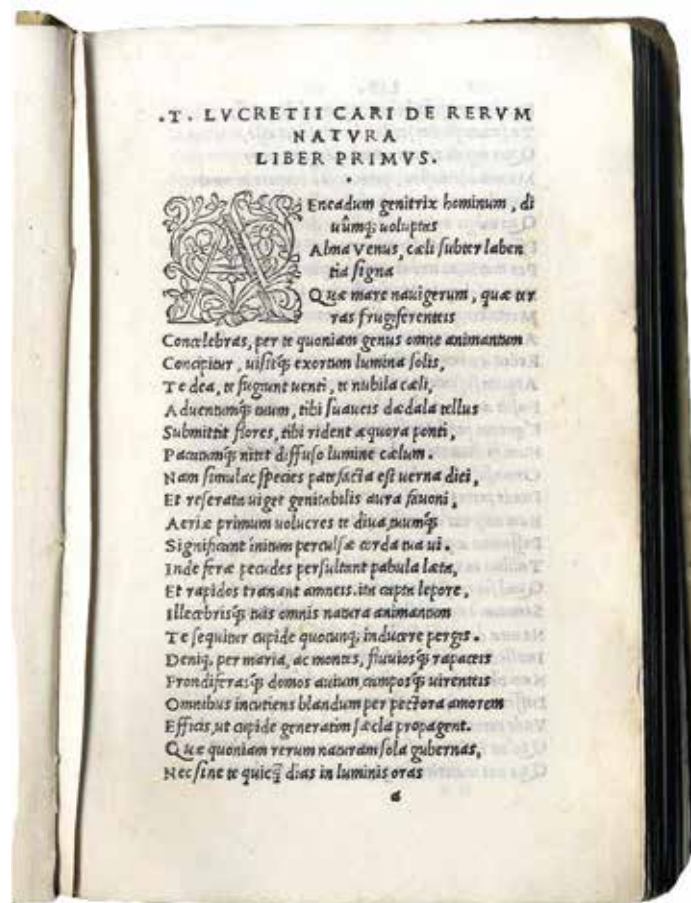 .T. LVCRETII CARI DE RERVM
NATVRA
LIBER PRIMVS.
AEneadum genitrix hominum, di
uûmq; uoluptas
Alma Venus, cæli subter laben
tia signa
Quæ mare nauigerum, quæ ter
ras frugiferenteis
Concelebras, per te quoniam genus omne animantum
Concipitur, uisitq; exortum lumina solis,
Te dea, te fugiunt uenti, te nubila cæli,
Aduentumq; tuum, tibi suaueis dædala tellus
Submittit flores, tibi rident æquora ponti,
Pacatumq; nitet diffuso lumine cælum.
Nam simulac species patefacta est uerna diei,
Et reserata uiget genitabilis aura fauoni,
Aeriæ primum uolucres te diua, tuumq;
Significant initum perculsæ corda tua ui.
Inde feræ pecudes persultant pabula læta,
Et rapidos tranant amneis. ita capta lepore,
Illecebrisq; tuis omnis natura animantum
Te sequitur cupide quocunq; inducere pergis.
Deniq; per maria, ac montes, fluuiosq; rapaceis
Frondiferasq; domos auium, camposq; uirenteis
Omnibus incutiens blandum per pectora amorem
Efficis, ut cupide generatim sæcla propagent.
Quæ quoniam rerum naturam sola gubernas,
Nec sine te quicq̃ dias in luminis oras
a